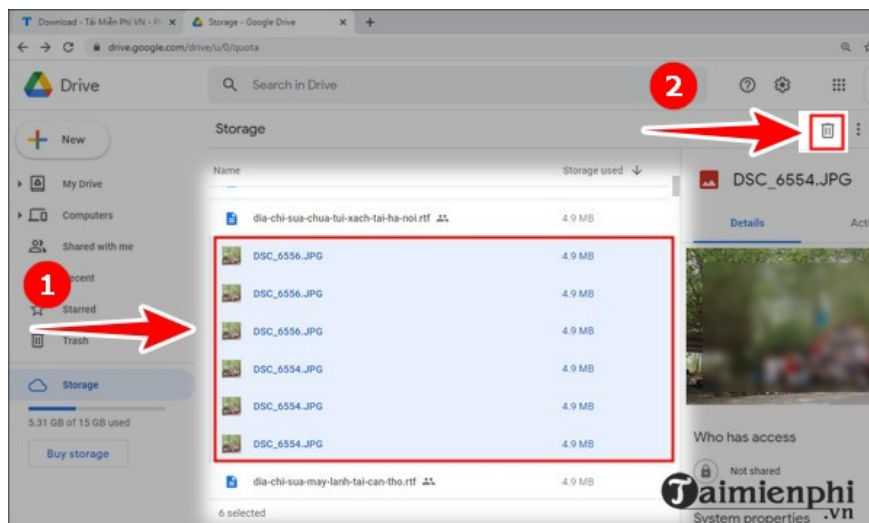 Download - Tải Miễn Phí VN - Ph
Storage - Google Drive
drive.google.com/drive/u/0/quota
Drive
Search in Drive
2
New
Storage
Name
Storage used
DSC_6554.JPG
My Drive
Computers
dia-chi-sua-chua-tui-xach-tai-ha-noi.rtf 4.9 MB
Details
Acti
Shared with me
DSC_6556.JPG 4.9 MB
1
ecent
DSC_6556.JPG 4.9 MB
Starred
DSC_6556.JPG 4.9 MB
Trash
DSC_6554.JPG 4.9 MB
Storage
DSC_6554.JPG 4.9 MB
5.31 GB of 15 GB used
DSC_6554.JPG 4.9 MB
Who has access
Buy storage
dia-chi-sua-may-lanh-tai-can-tho.rtf 4.9 MB
Not shared
6 selected
Taimienphi
.vn
System properties